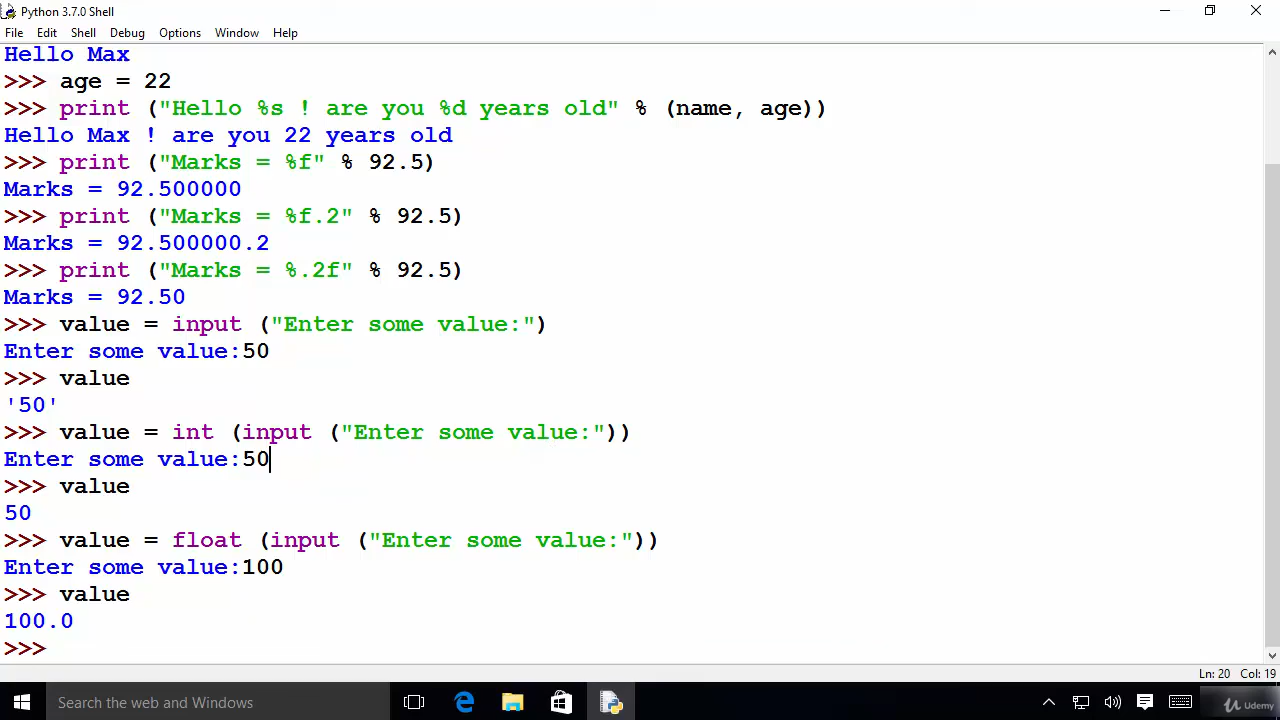 Python 3.7.0 Shell
File Edit Shell Debug Options Window Help
Hello Max
>>> age = 22
>>> print ("Hello %s ! are you %d years old" % (name, age))
Hello Max ! are you 22 years old
>>> print ("Marks = %f" % 92.5)
Marks = 92.500000
>>> print ("Marks = %f.2" % 92.5)
Marks = 92.500000.2
>>> print ("Marks = %.2f" % 92.5)
Marks = 92.50
>>> value = input ("Enter some value:")
Enter some value:50
>>> value
'50'
>>> value = int (input ("Enter some value:"))
Enter some value:50
>>> value
50
>>> value = float (input ("Enter some value:"))
Enter some value:100
>>> value
100.0
>>>
Ln: 20 Col: 19
Search the web and Windows
Udemy